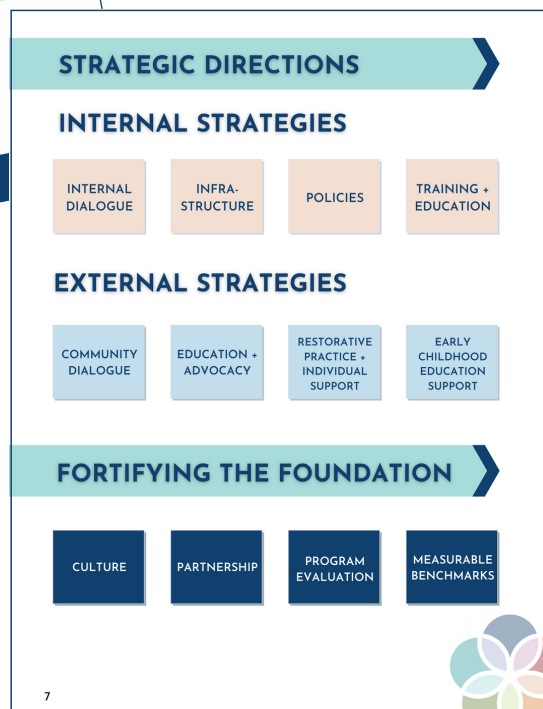 STRATEGIC DIRECTIONS
INTERNAL STRATEGIES
INTERNAL
DIALOGUE
INFRA-
STRUCTURE
POLICIES
TRAINING +
EDUCATION
EXTERNAL STRATEGIES
COMMUNITY
DIALOGUE
EDUCATION +
ADVOCACY
RESTORATIVE
PRACTICE +
INDIVIDUAL
SUPPORT
EARLY
CHILDHOOD
EDUCATION
SUPPORT
FORTIFYING THE FOUNDATION
CULTURE
PARTNERSHIP
PROGRAM
EVALUATION
MEASURABLE
BENCHMARKS
7